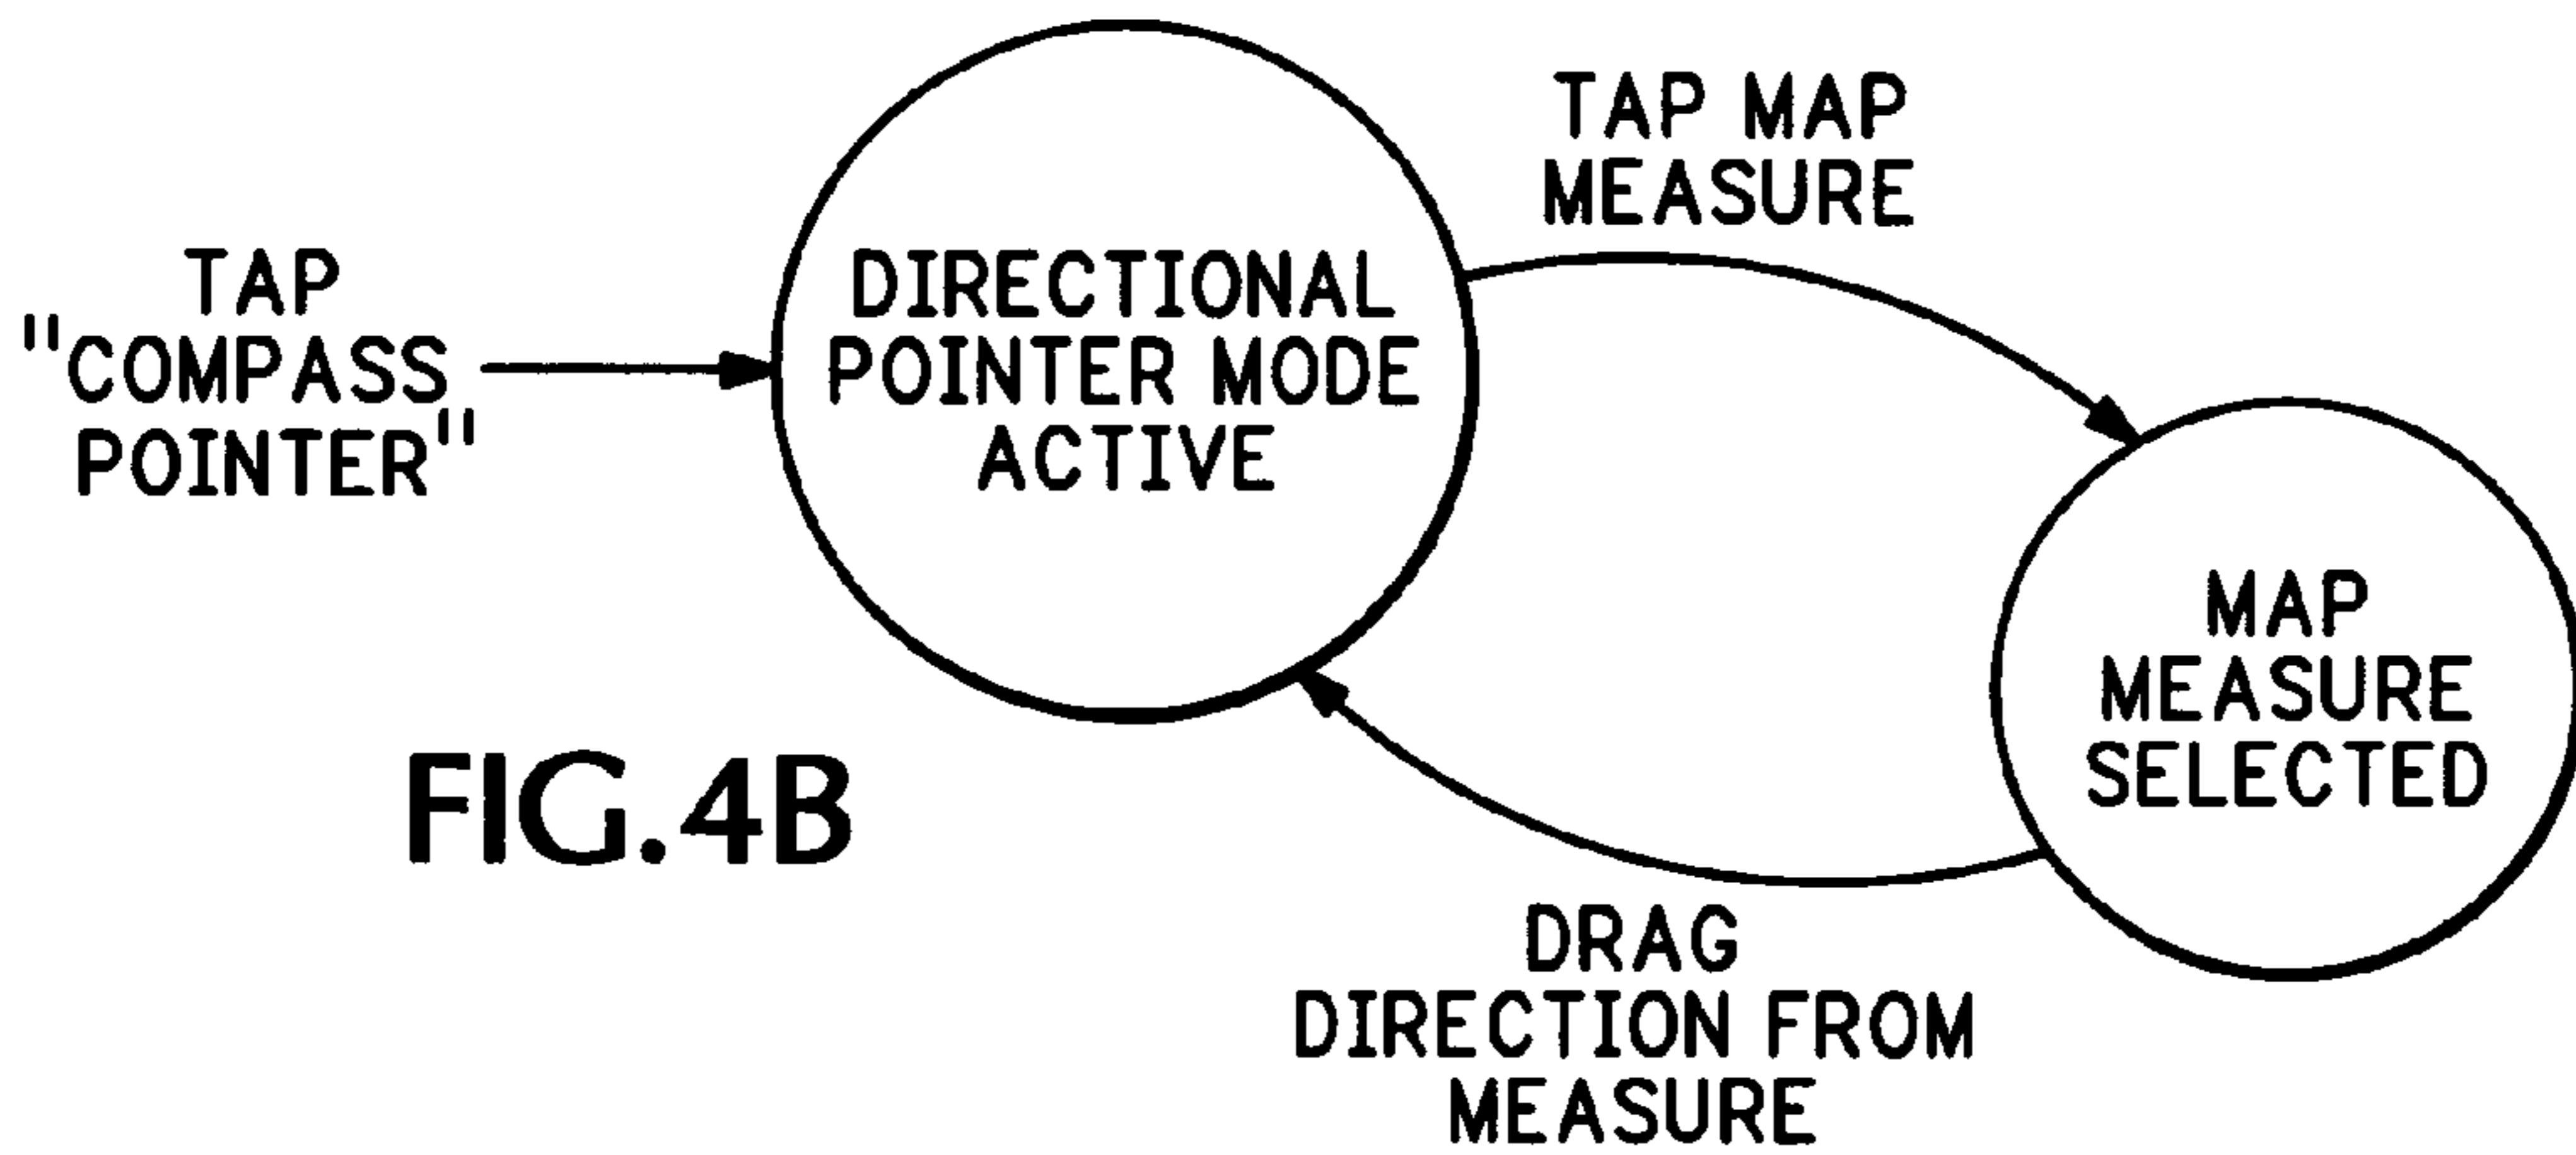 TAP
"COMPASS
POINTER"
DIRECTIONAL
POINTER MODE
ACTIVE
TAP MAP
MEASURE
MAP
MEASURE
SELECTED
DRAG
DIRECTION FROM
MEASURE
FIG.4B